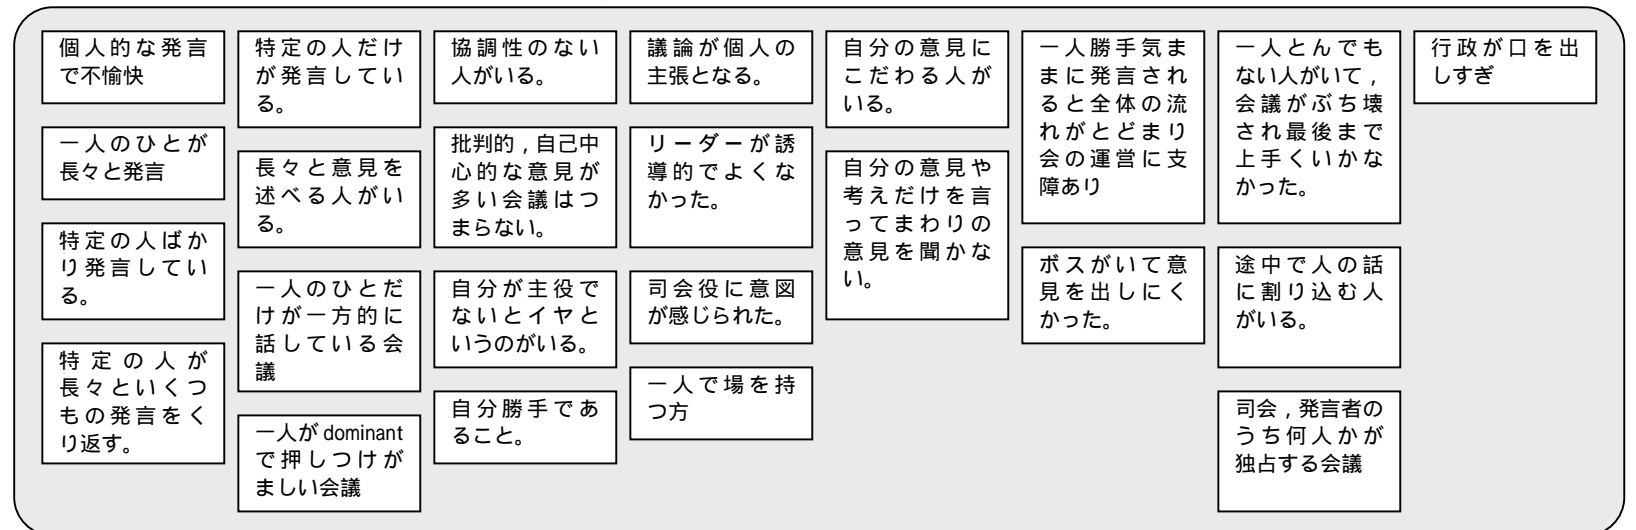 個人的な発言
で不愉快
一人のひとが
長々と発言
特定の人ばか
り発言してい
る。
特定の人が
長々といくつ
もの発言をく
り返す。
特定の人だけ
が発言してい
る。
長々と意見を
述べる人がい
る。
一人のひとだ
けが一方的に
話している会
議
一人が dominant
で押しつけが
ましい会議
協調性のない
人がいる。
批判的，自己中
心的な意見が
多い会議はつ
まらない。
自分が主役で
ないとイヤと
いうのがいる。
自分勝手であ
ること。
議論が個人の
主張となる。
リーダーが誘
導的でよくな
かった。
司会役に意図
が感じられた。
一人で場を持
つ方
自分の意見に
こだわる人が
いる。
自分の意見や
考えだけを言
ってまわりの
意見を聞かな
い。
一人勝手気ま
まに発言され
ると全体の流
れがとどまり
会の運営に支
障あり
ボスがいて意
見を出しにく
かった。
一人とんでも
ない人がいて，
会議がぶち壊
され最後まで
上手くいかな
かった。
途中で人の話
に割り込む人
がいる。
司会，発言者の
うち何人かが
独占する会議
行政が口を出
しすぎ